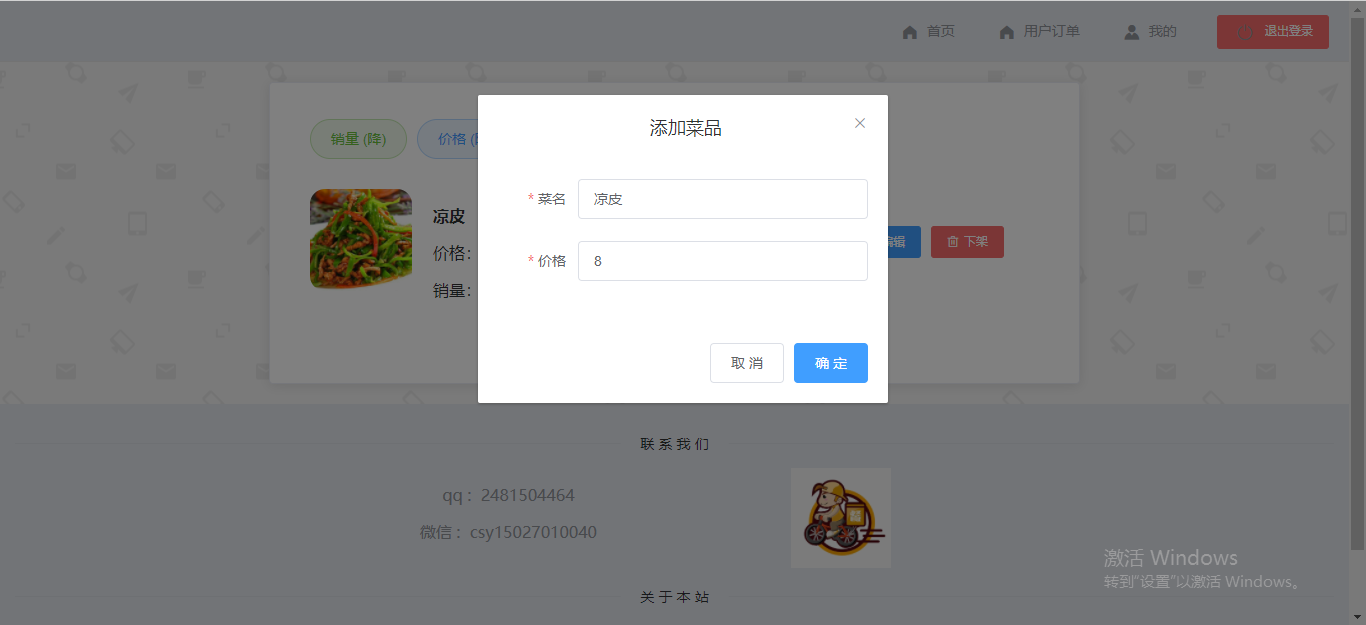 首页
用户订单
我的
退出登录
添加菜品
销量 (降)
价格 (
* 菜名
凉皮
凉皮
价格:
* 价格
8
编辑
下架
销量:
取 消
确 定
联 系 我 们
qq： 2481504464
微信： csy15027010040
激活 Windows
转到"设置"以激活 Windows。
关 于 本 站